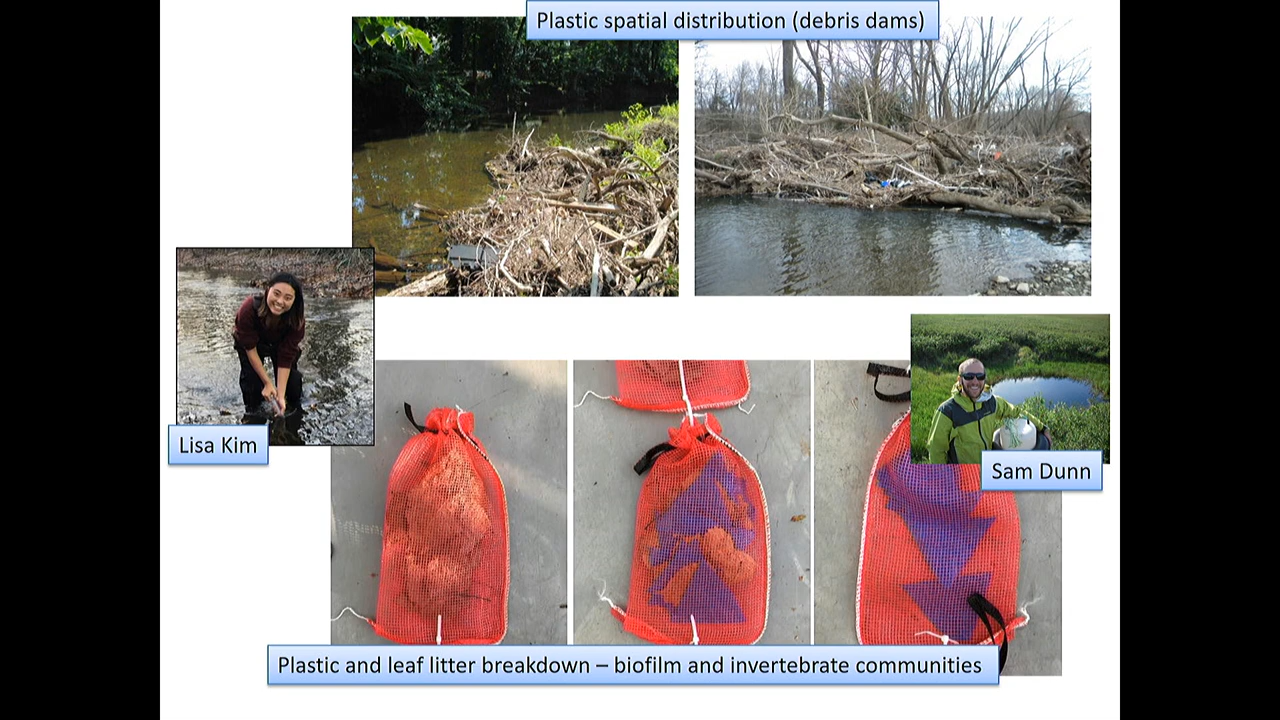 Plastic spatial distribution (debris dams)
Lisa Kim
Sam Dunn
Plastic and leaf litter breakdown – biofilm and invertebrate communities